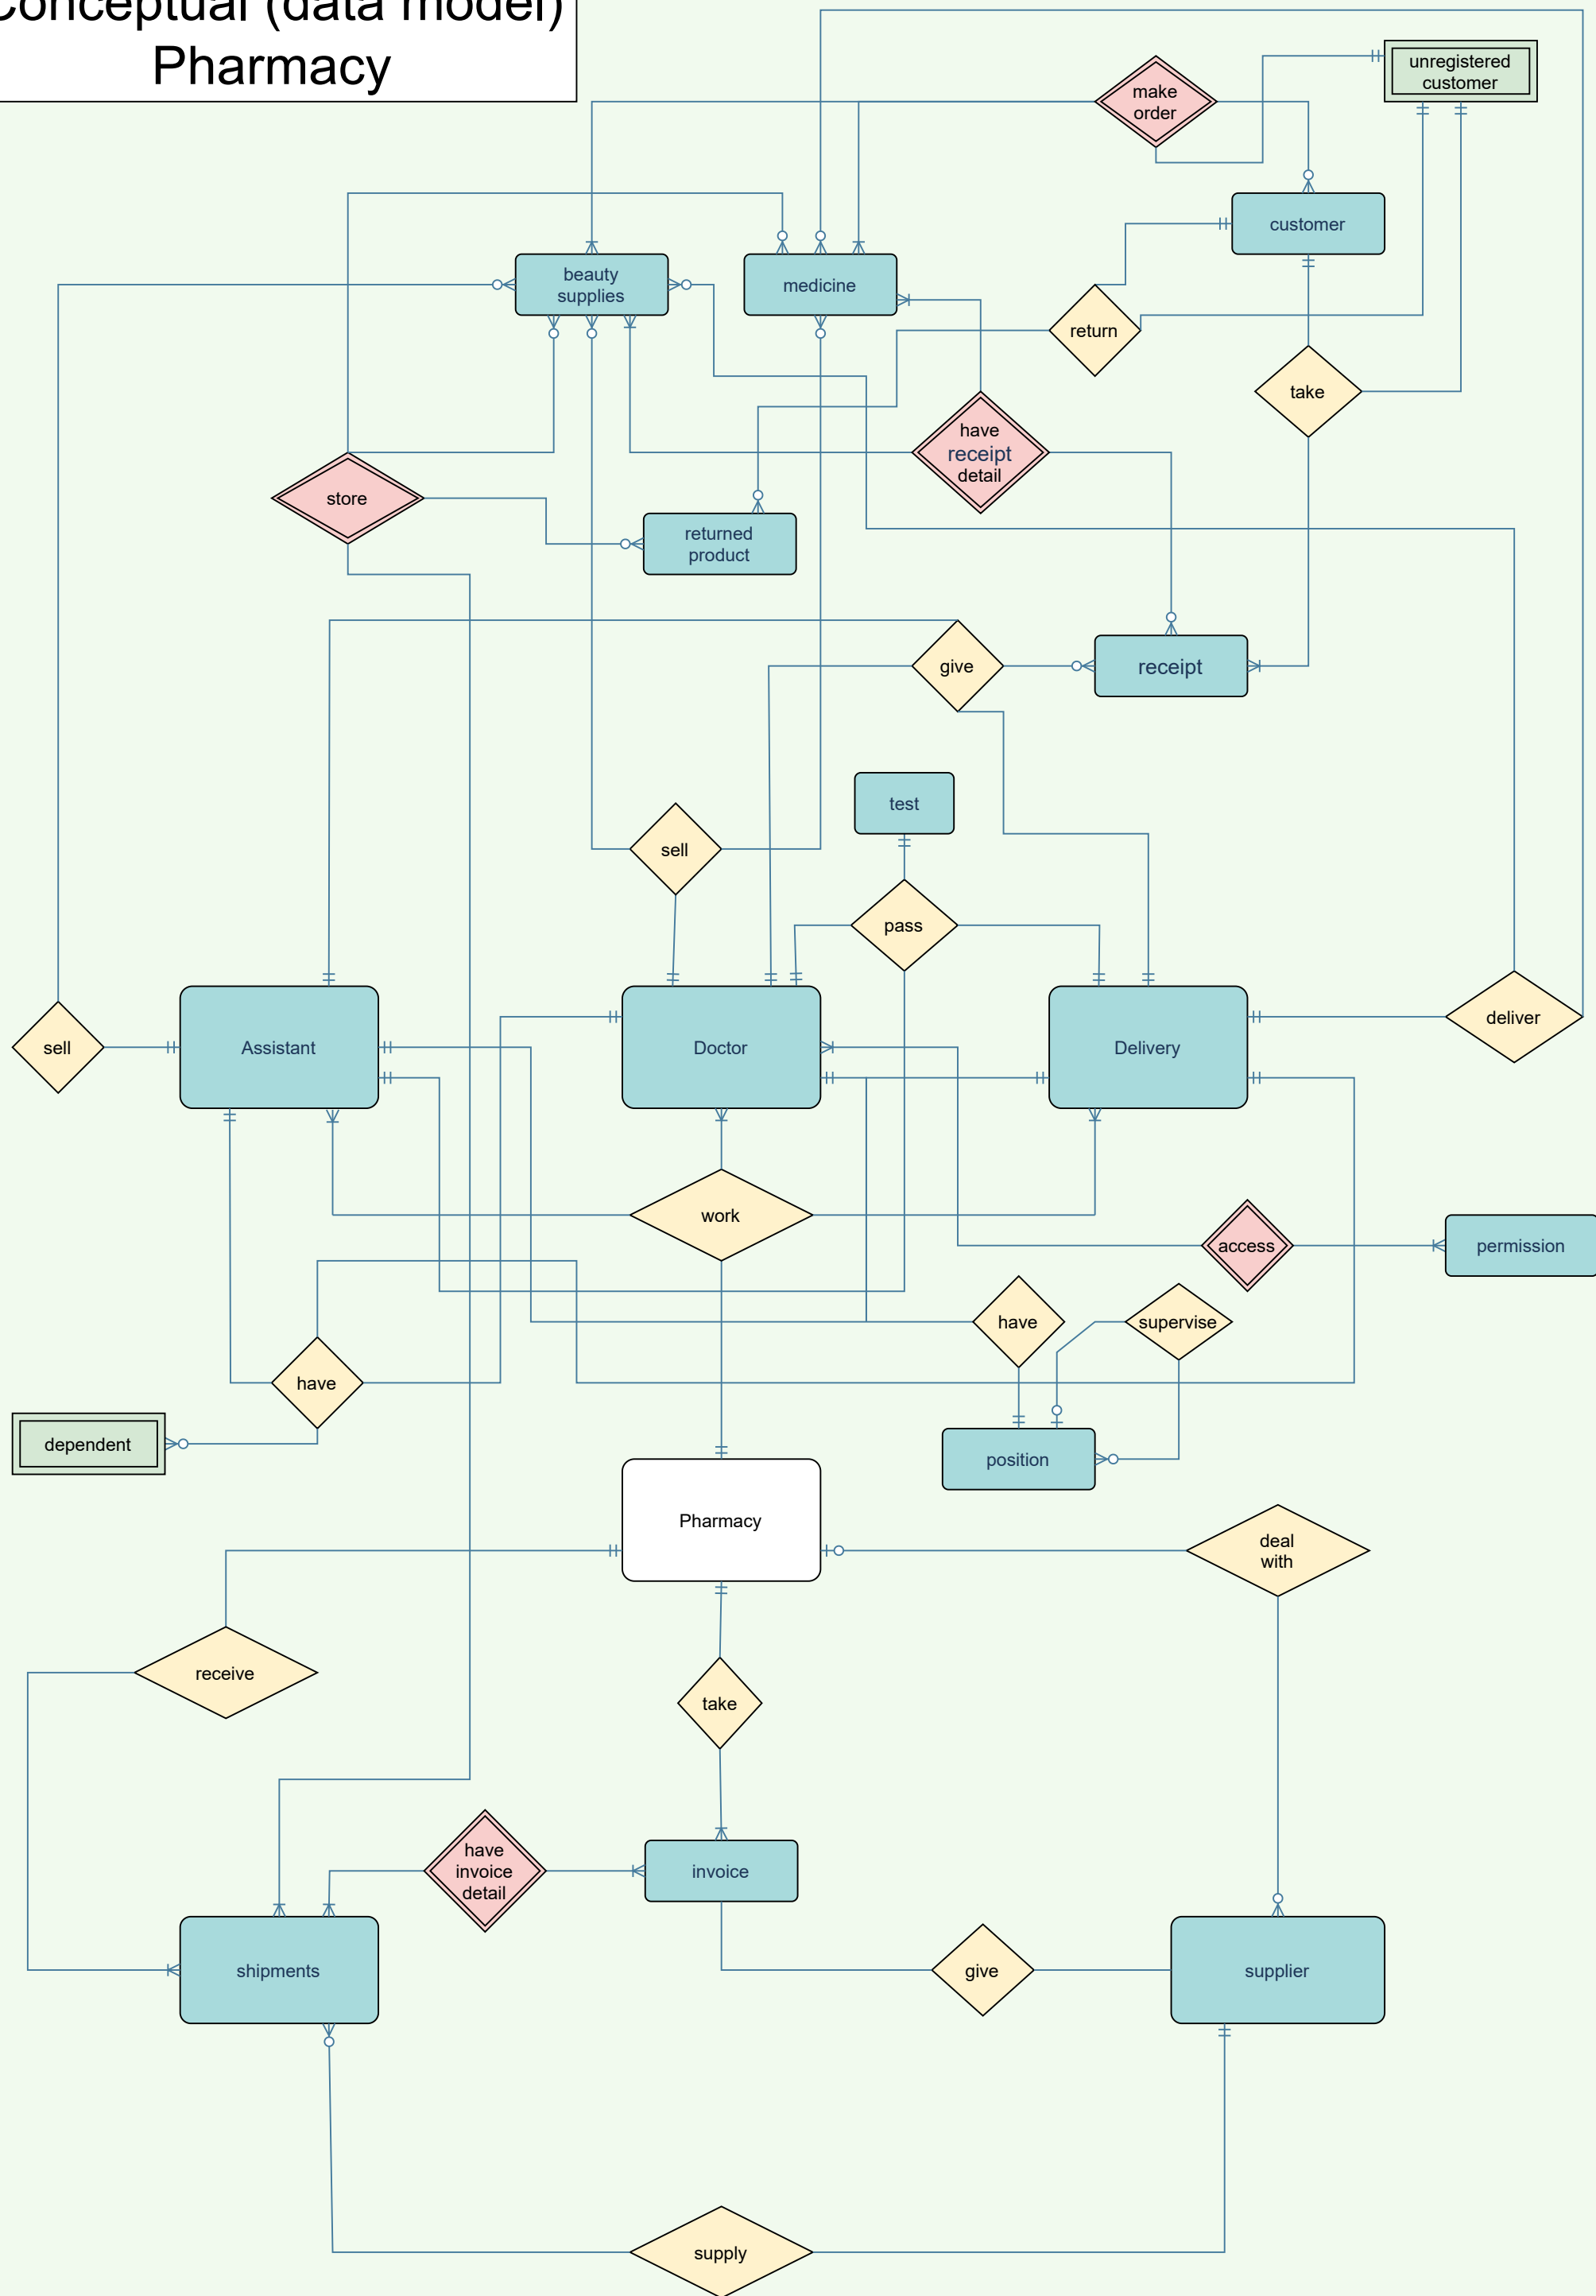 Conceptual (data model)
Pharmacy
unregistered
customer
make
order
customer
beauty
supplies
medicine
return
take
have
receipt
detail
store
returned
product
give
receipt
test
sell
pass
sell
Assistant
Doctor
Delivery
deliver
work
access
permission
have
supervise
have
dependent
position
Pharmacy
deal
with
receive
take
have
invoice
detail
invoice
shipments
give
supplier
supply